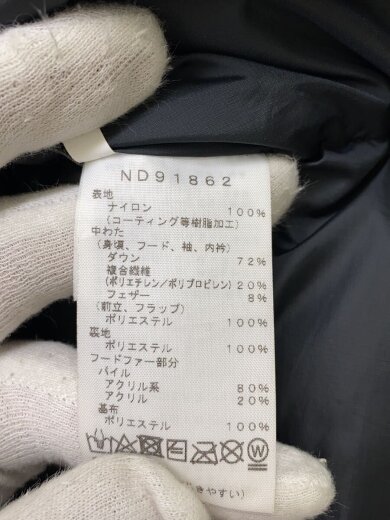 ND91862
表地
ナイロン 100%
(コーティング等樹脂加工)
中わた
(身頃、フード、袖、内衿)
ダウン 72%
複合繊維
(ポリエチレン/ポリプロピレン) 20%
フェザー 8%
(前立、フラップ)
ポリエステル 100%
裏地
ポリエステル 100%
フードファー部分
パイル
アクリル系 80%
アクリル 20%
基布
ポリエステル 100%
W
きやすい)